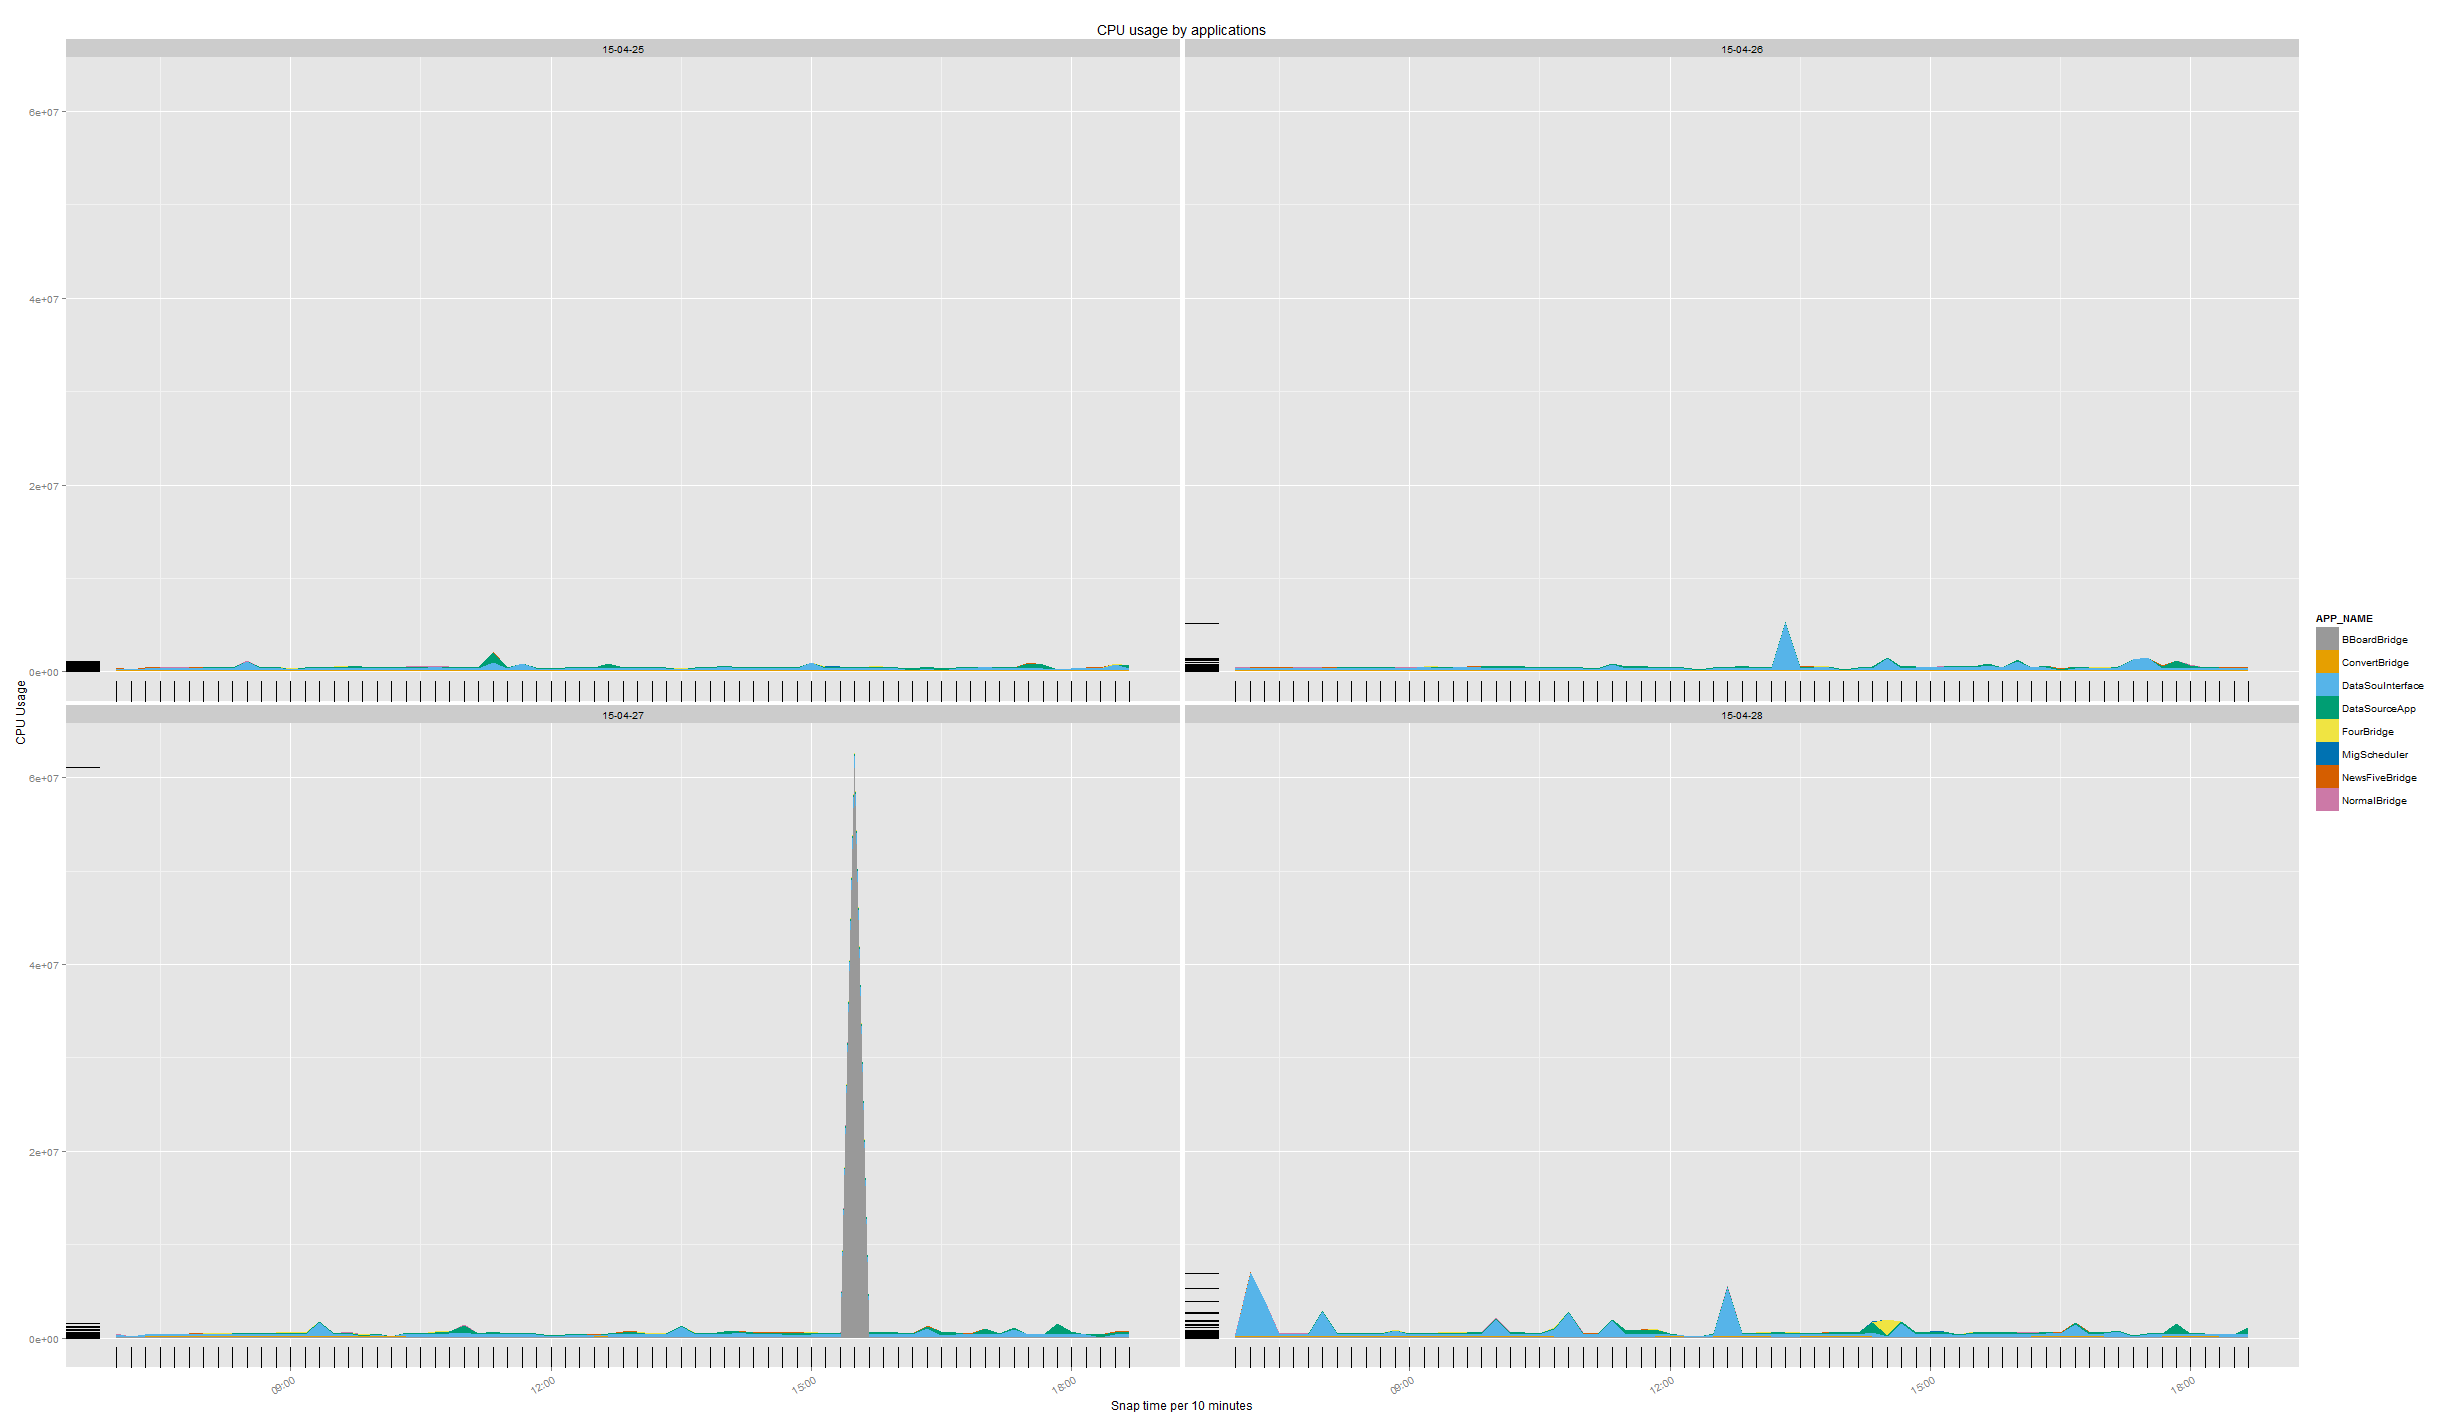 CPU usage by applications
15-04-25
15-04-26
6e+07
4e+07
2e+07
0e+00
CPU Usage
15-04-27
15-04-28
6e+07
4e+07
2e+07
0e+00
09:00
12:00
15:00
18:00
09:00
12:00
15:00
18:00
Snap time per 10 minutes
APP_NAME
BBoardBridge
ConvertBridge
DataSouInterface
DataSourceApp
FourBridge
MigScheduler
NewsFiveBridge
NormalBridge